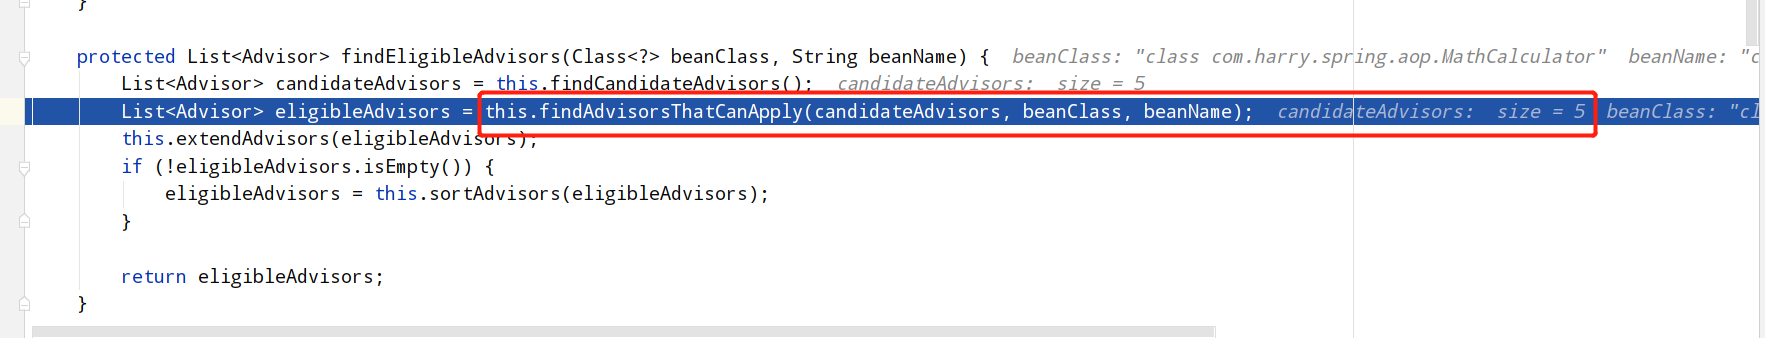 }
protected List<Advisor> findEligibleAdvisors(Class<?> beanClass, String beanName) { beanClass: "class com.harry.spring.aop.MathCalculator" beanName: "c
List<Advisor> candidateAdvisors = this.findCandidateAdvisors(); candidateAdvisors: size = 5
List<Advisor> eligibleAdvisors = this.findAdvisorsThatCanApply(candidateAdvisors, beanClass, beanName); candidateAdvisors: size = 5 beanClass: "cl
this.extendAdvisors(eligibleAdvisors);
if (!eligibleAdvisors.isEmpty()) {
eligibleAdvisors = this.sortAdvisors(eligibleAdvisors);
}
return eligibleAdvisors;
}